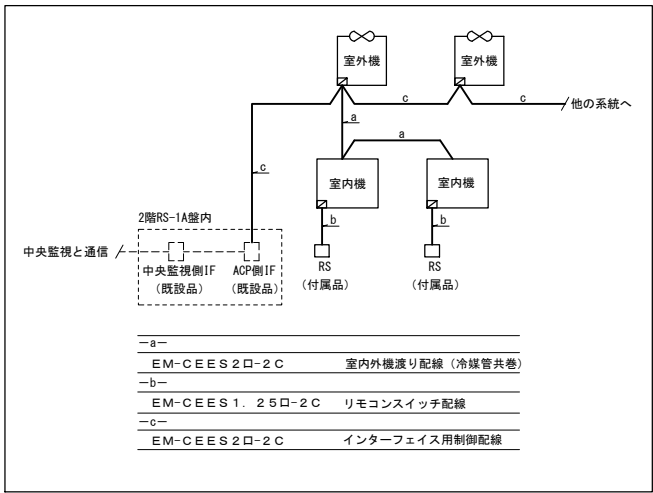 室外機 室外機
c c 他の系統へ
a
a
c
室内機 室内機
2階RS-1A盤内
b b
中央監視と通信
中央監視側IF ACP側IF RS RS
(既設品) (既設品) (付属品) (付属品)
-a-
EM-CEES2ロ-2C 室内外機渡り配線(冷媒管共巻)
-b-
EM-CEES1.25ロ-2C リモコンスイッチ配線
-c-
EM-CEES2ロ-2C インターフェイス用制御配線